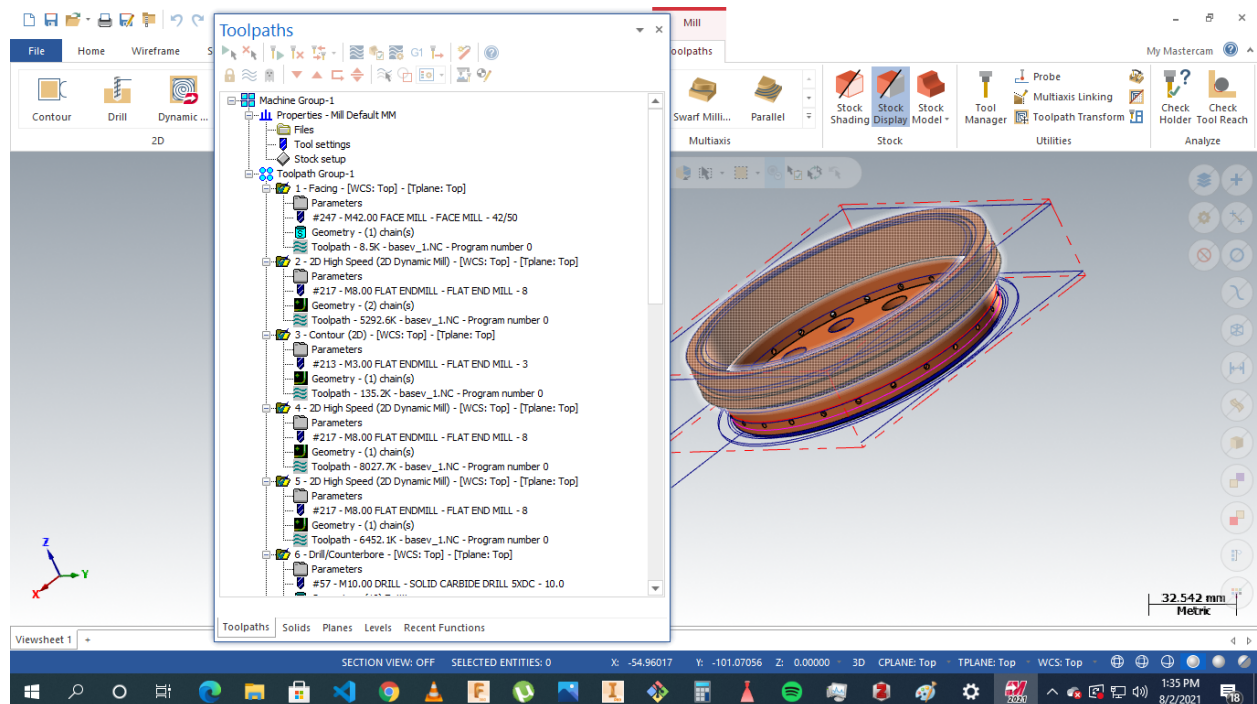 Toolpaths
Mill
File
Home
Wireframe
S
oolpaths
My Mastercam
G1
Contour
Drill
Dynamic ...
2D
Swarf Milli...
Parallel
Multiaxis
Stock Shading
Stock Display
Stock Model
Stock
Tool Manager
Probe
Multiaxis Linking
Toolpath Transform
Utilities
Check Holder
Check Tool Reach
Analyze
Machine Group-1
Properties - Mill Default MM
Files
Tool settings
Stock setup
Toolpath Group-1
1 - Facing - [WCS: Top] - [Tplane: Top]
Parameters
#247 - M42.00 FACE MILL - FACE MILL - 42/50
Geometry - (1) chain(s)
Toolpath - 8.5K - basev_1.NC - Program number 0
2 - 2D High Speed (2D Dynamic Mill) - [WCS: Top] - [Tplane: Top]
Parameters
#217 - M8.00 FLAT ENDMILL - FLAT END MILL - 8
Geometry - (2) chain(s)
Toolpath - 5292.6K - basev_1.NC - Program number 0
3 - Contour (2D) - [WCS: Top] - [Tplane: Top]
Parameters
#213 - M3.00 FLAT ENDMILL - FLAT END MILL - 3
Geometry - (1) chain(s)
Toolpath - 135.2K - basev_1.NC - Program number 0
4 - 2D High Speed (2D Dynamic Mill) - [WCS: Top] - [Tplane: Top]
Parameters
#217 - M8.00 FLAT ENDMILL - FLAT END MILL - 8
Geometry - (1) chain(s)
Toolpath - 8027.7K - basev_1.NC - Program number 0
5 - 2D High Speed (2D Dynamic Mill) - [WCS: Top] - [Tplane: Top]
Parameters
#217 - M8.00 FLAT ENDMILL - FLAT END MILL - 8
Geometry - (1) chain(s)
Toolpath - 6452.1K - basev_1.NC - Program number 0
6 - Drill/Counterbore - [WCS: Top] - [Tplane: Top]
Parameters
#57 - M10.00 DRILL - SOLID CARBIDE DRILL 5XDC - 10.0
Z
Y
X
32.542 mm
Metric
Toolpaths
Solids
Planes
Levels
Recent Functions
Viewsheet 1
+
SECTION VIEW: OFF
SELECTED ENTITIES: 0
X: -54.96017
Y: -101.07056
Z: 0.00000
3D
CPLANE: Top
TPLANE: Top
WCS: Top
2021
1:35 PM
8/2/2021
18